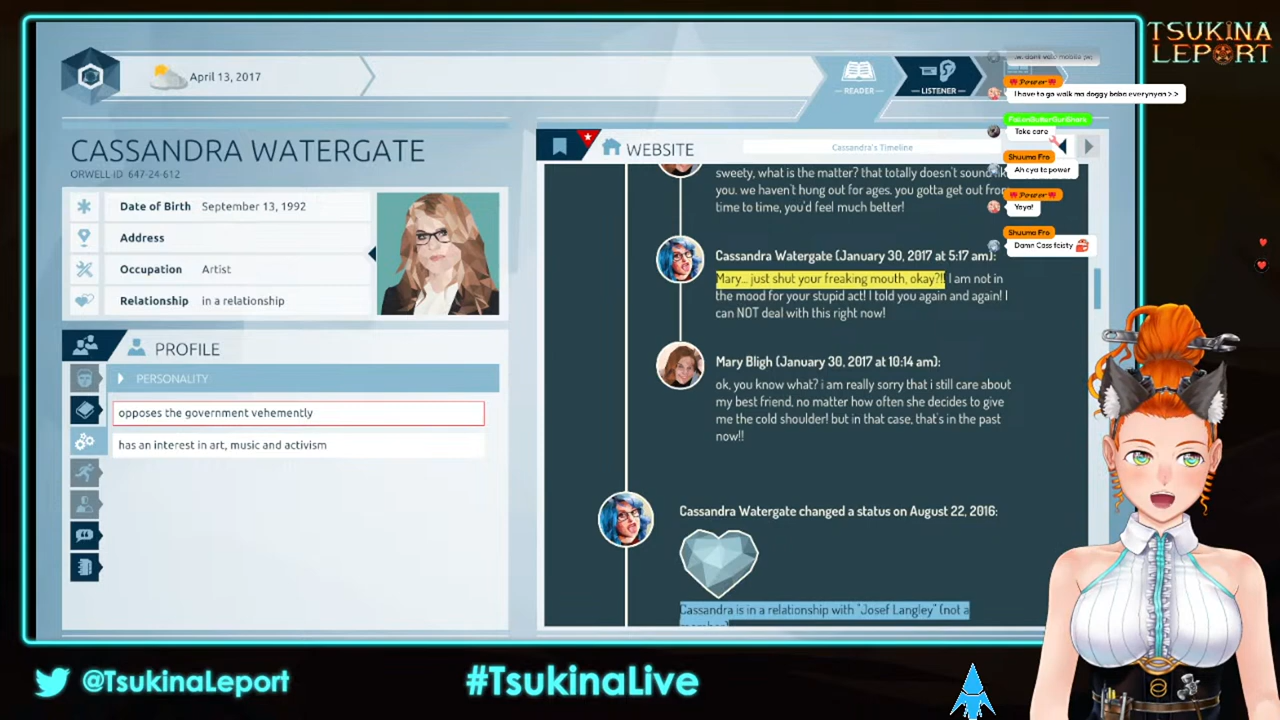 TSUKINA
LEPORT
April 13, 2017
READER
LISTENER
Pester
I have to go walk ma doggy babe everynyan > >
Take care
Shuuma Fro
Ah cya to power
Yaya!
Shuuma Fro
Damn Cass feisty
CASSANDRA WATERGATE
ORWELL-ID 647-24-612
Date of Birth September 13, 1992
Address
Occupation Artist
Relationship in a relationship
PROFILE
PERSONALITY
opposes the government vehemently
has an interest in art, music and activism
WEBSITE
Cassandra's Timeline
sweety, what is the matter? that totally doesn't sound
you. we haven't hung out for ages. you gotta get out from
time to time, you'd feel much better!
Cassandra Watergate (January 30, 2017 at 5:17 am):
Mary... just shut your freaking mouth, okay?!! I am not in
the mood for your stupid act! I told you again and again! I
can NOT deal with this right now!
Mary Bligh (January 30, 2017 at 10:14 am):
ok, you know what? i am really sorry that i still care about
my best friend, no matter how often she decides to give
me the cold shoulder! but in that case, that's in the past
now!!
Cassandra Watergate changed a status on August 22, 2016:
Cassandra is in a relationship with "Josef Langley" (not a
@TsukinaLeport
#TsukinaLive